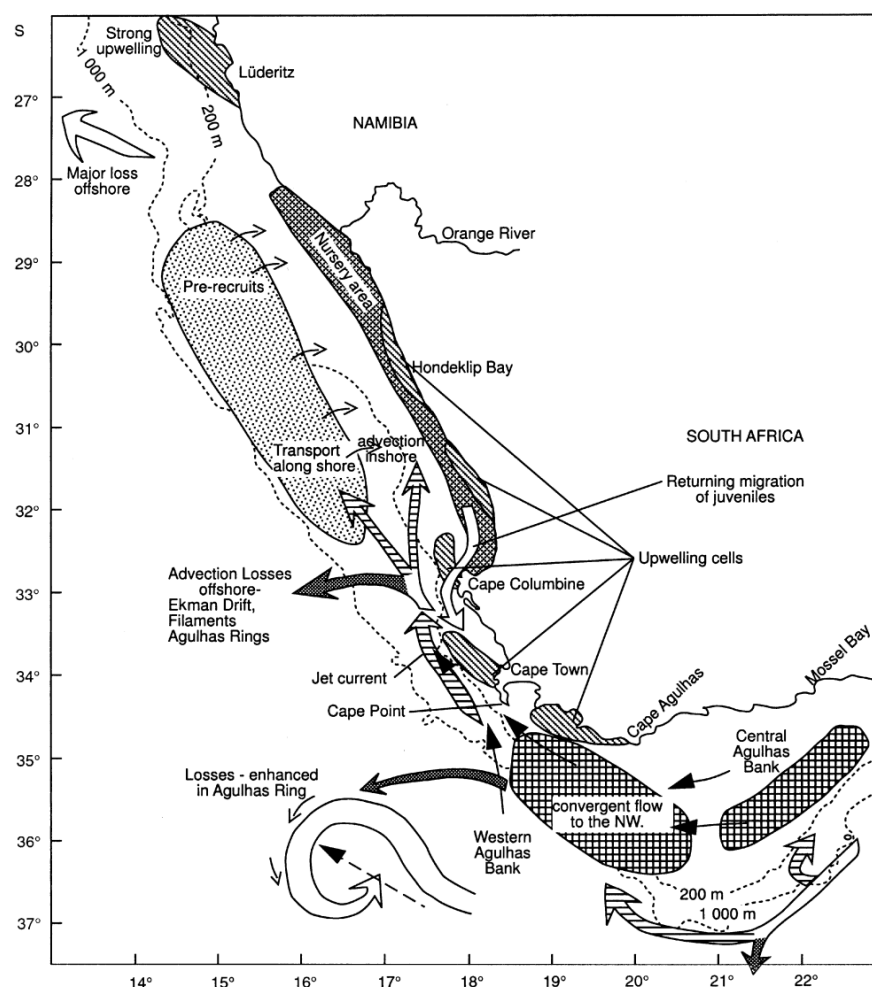 S
Strong
upwelling
1 000 m
200 m
Lüderitz
27°
NAMIBIA
Major loss
offshore
28°
Orange River
Nursery area
29°
Pre-recruits
30°
Hondeklip Bay
31°
SOUTH AFRICA
Transport
along shore
advection
inshore
32°
Returning migration
of juveniles
33°
Advection Losses
offshore-
Ekman Drift,
Filaments
Agulhas Rings
Upwelling cells
Cape Columbine
34°
Jet current
Cape Town
Cape Point
Cape Agulhas
Mossel Bay
35°
Losses - enhanced
in Agulhas Ring
Central
Agulhas
Bank
convergent flow
to the NW.
36°
Western
Agulhas
Bank
200 m
1 000 m
37°
14°
15°
16°
17°
18°
19°
20°
21°
22°